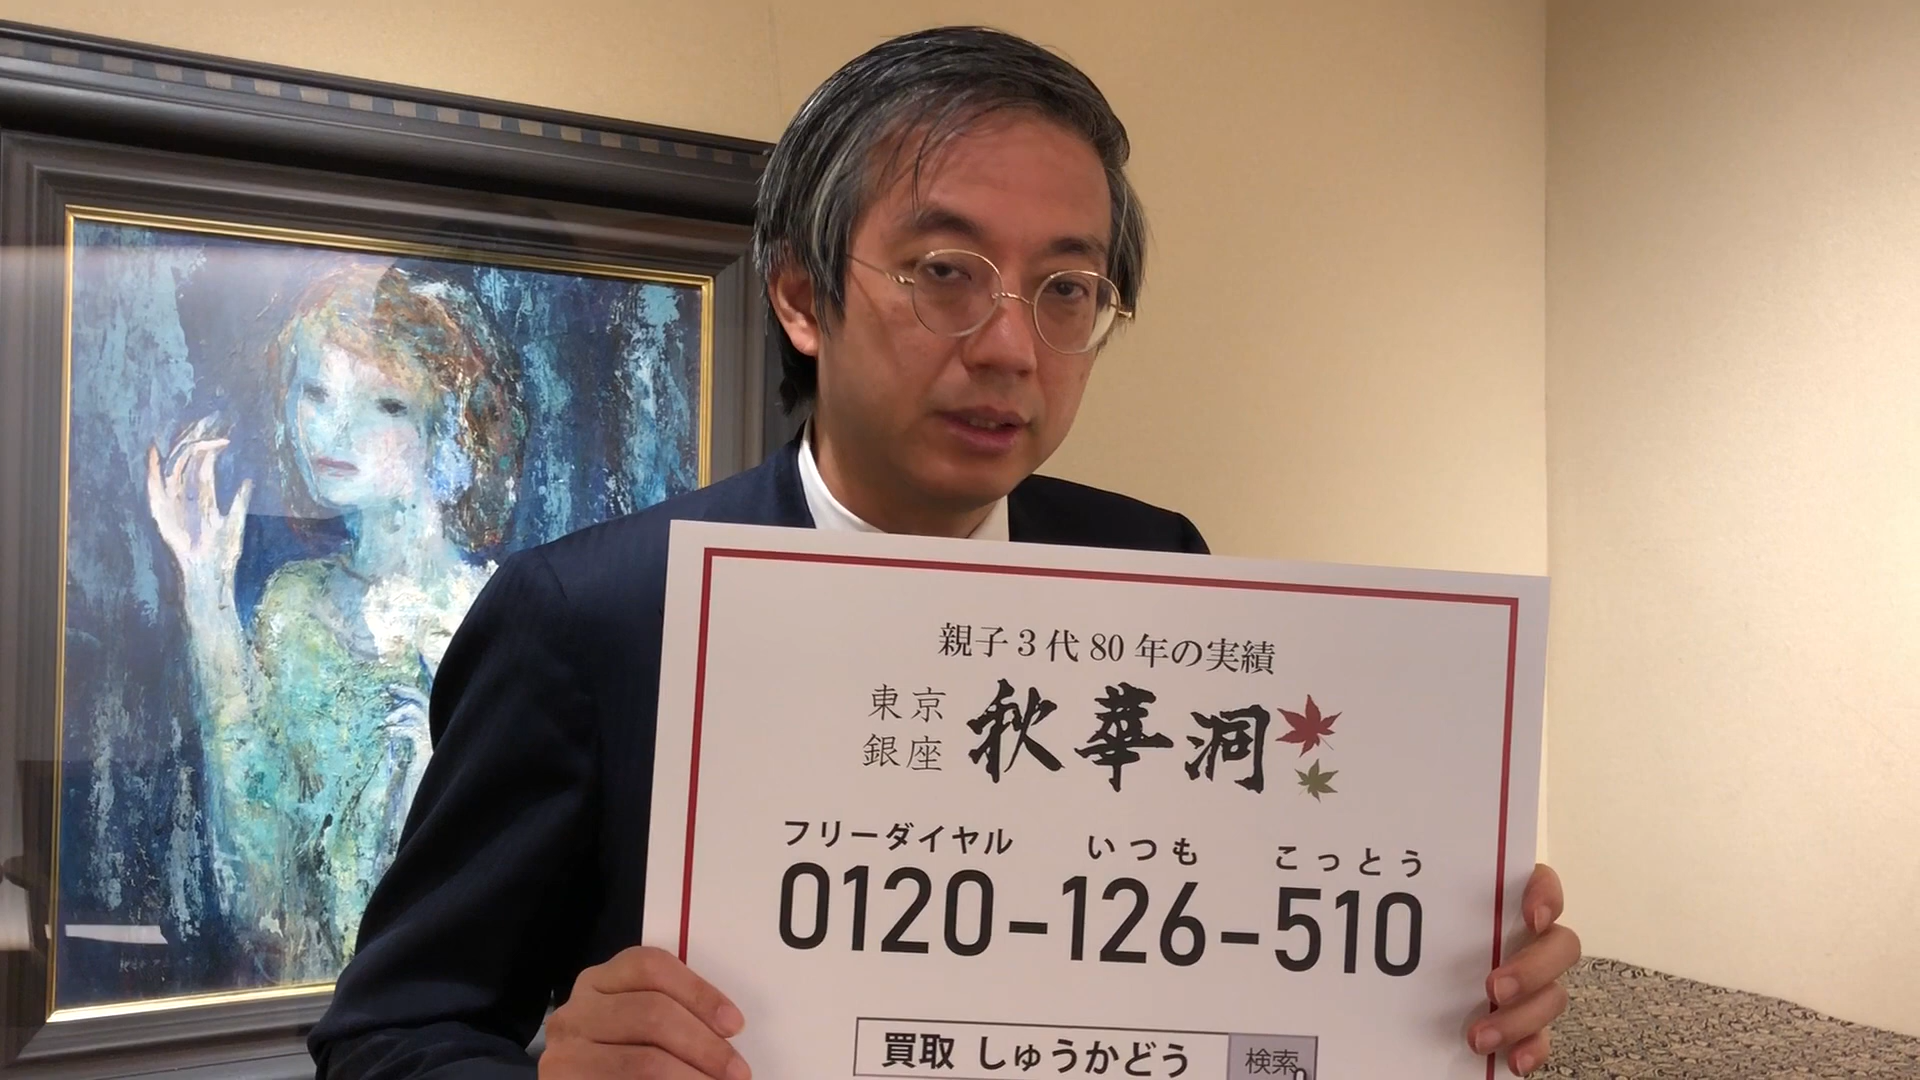 親子3代80年の実績
東京
銀座
秋華洞
フリーダイヤル いつも こっとう
0120-126-510
買取 しゅうかどう 検索